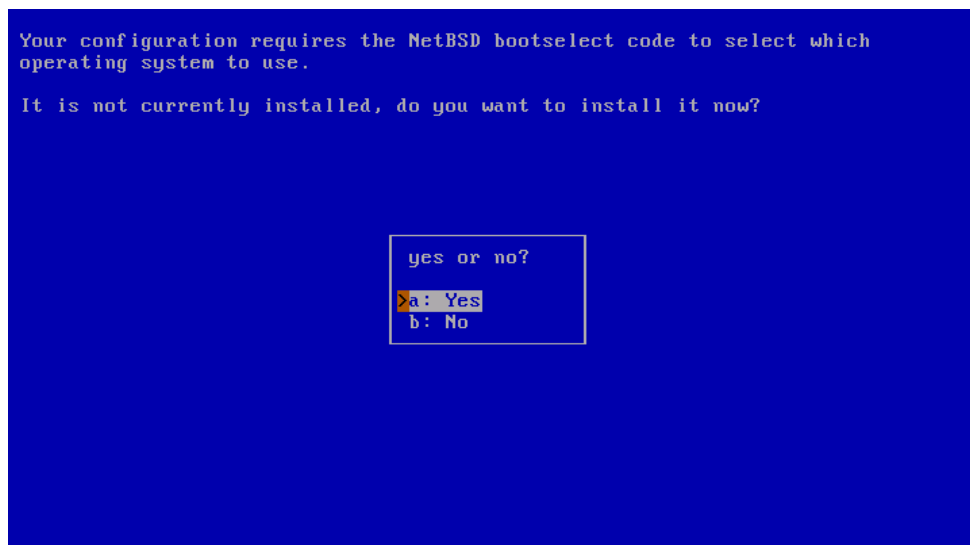 Your configuration requires the NetBSD bootselect code to select which
operating system to use.
It is not currently installed, do you want to install it now?
yes or no?
>a: Yes
b: No